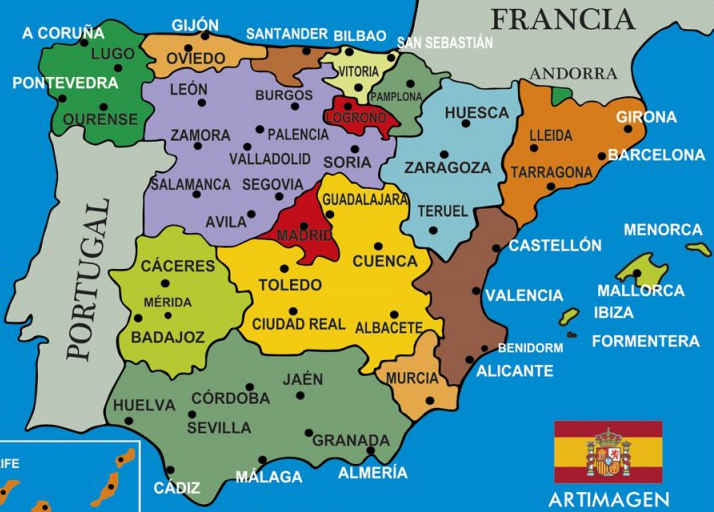 FRANCIA
GIJÓN
A CORUÑA
SANTANDER
BILBAO
SAN SEBASTIÁN
LUGO
OVIEDO
VITORIA
ANDORRA
PONTEVEDRA
LEÓN
BURGOS
PAMPLONA
OURENSE
LOGROÑO
HUESCA
GIRONA
ZAMORA
PALENCIA
LLEIDA
VALLADOLID
SORIA
ZARAGOZA
BARCELONA
TARRAGONA
SALAMANCA
SEGOVIA
GUADALAJARA
AVILA
TERUEL
MADRID
MENORCA
CASTELLÓN
PORTUGAL
CÁCERES
CUENCA
TOLEDO
MALLORCA
VALENCIA
MÉRIDA
IBIZA
CIUDAD REAL
ALBACETE
BADAJOZ
FORMENTERA
BENIDORM
ALICANTE
MURCIA
JAÉN
CÓRDOBA
HUELVA
SEVILLA
GRANADA
ALMERÍA
MÁLAGA
CÁDIZ
IFE
ARTIMAGEN